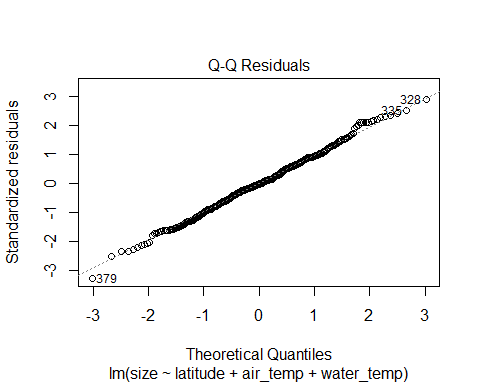 Q-Q Residuals
Standardized residuals
3
2
1
0
-1
-2
-3
328
335
379
-3 -2 -1 0 1 2 3
Theoretical Quantiles
lm(size ~ latitude + air_temp + water_temp)